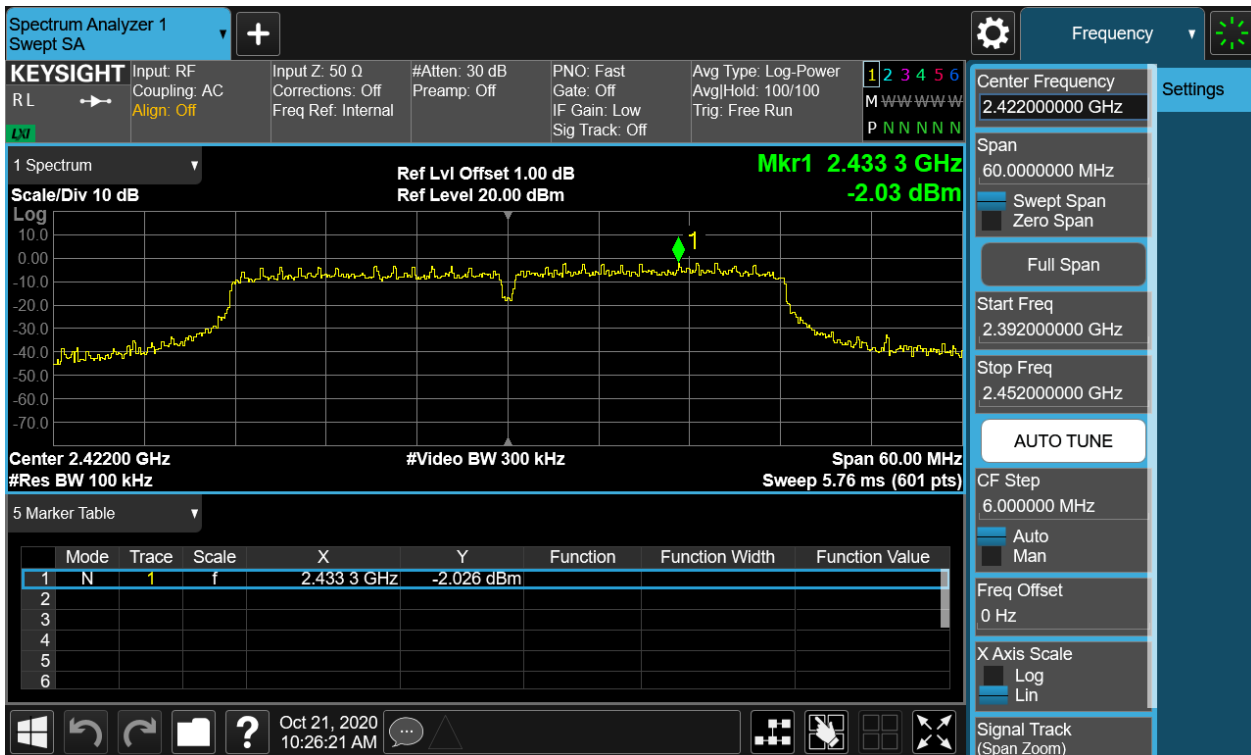 Spectrum Analyzer 1
Swept SA
+
Frequency
KEYSIGHT
RL
LXI
Input: RF
Coupling: AC
Align: Off
Input Z: 50 Ω
Corrections: Off
Freq Ref: Internal
#Atten: 30 dB
Preamp: Off
PNO: Fast
Gate: Off
IF Gain: Low
Sig Track: Off
Avg Type: Log-Power
Avg|Hold: 100/100
Trig: Free Run
1 2 3 4 5 6
M W W W W W W
P N N N N N
1 Spectrum
Scale/Div 10 dB
Ref Lvl Offset 1.00 dB
Ref Level 20.00 dBm
Mkr1 2.433 3 GHz
-2.03 dBm
Log
10.0
0.00
-10.0
-20.0
-30.0
-40.0
-50.0
-60.0
-70.0
1
Center 2.42200 GHz
#Res BW 100 kHz
#Video BW 300 kHz
Span 60.00 MHz
Sweep 5.76 ms (601 pts)
5 Marker Table
Mode Trace Scale X Y Function Function Width Function Value
1 N 1 f 2.433 3 GHz -2.026 dBm
2
3
4
5
6
Center Frequency
2.422000000 GHz
Settings
Span
60.0000000 MHz
Swept Span
Zero Span
Full Span
Start Freq
2.392000000 GHz
Stop Freq
2.452000000 GHz
AUTO TUNE
CF Step
6.000000 MHz
Auto
Man
Freq Offset
0 Hz
X Axis Scale
Log
Lin
Signal Track
(Span Zoom)
?
Oct 21, 2020
10:26:21 AM